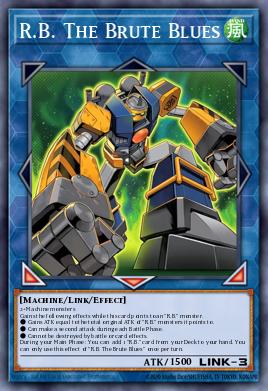 R.B. The Brute Blues
WIND
[Machine/Link/Effect]
2+ Machine monsters
Gains the following effects while this card points to an "R.B." monster.
● Gains ATK equal to the total original ATK of "R.B." monsters it points to.
● Can make a second attack during each Battle Phase.
● Cannot be destroyed by battle or card effects.
During your Main Phase: You can add 1 "R.B." card from your Deck to your hand. You
can only use this effect of "R.B. The Brute Blues" once per turn.
ATK/1500 LINK-3